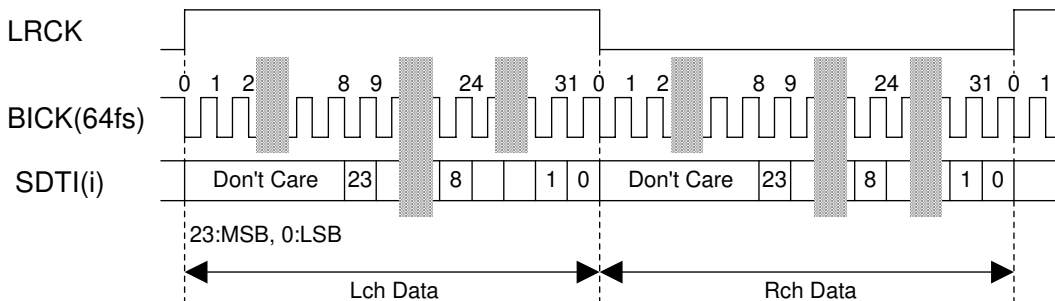 LRCK
0 1 2 8 9 24 31 0 1 2 8 9 24 31 0 1
BICK(64fs)
SDTI(i) Don't Care 23 8 1 0 Don't Care 23 8 1 0
23:MSB, 0:LSB
Lch Data Rch Data